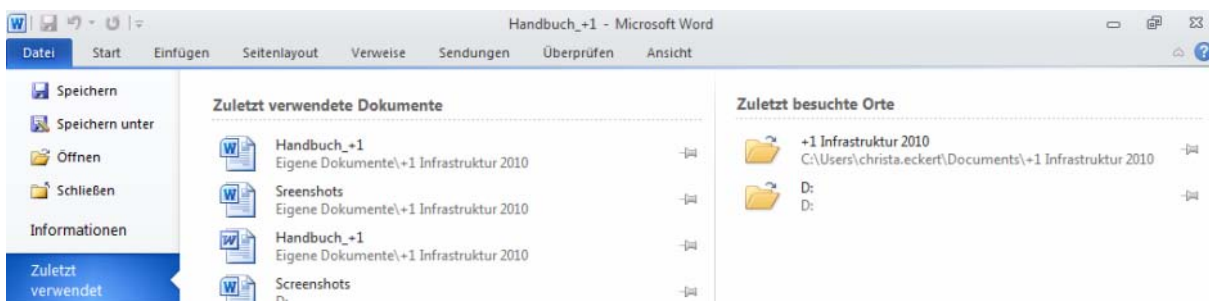 Handbuch_+1 - Microsoft Word
Datei Start Einfügen Seitenlayout Verweise Sendungen Überprüfen Ansicht
Speichern
Speichern unter
Öffnen
Schließen
Informationen
Zuletzt
verwendet
Zuletzt verwendete Dokumente
Handbuch_+1
Eigene Dokumente\+1 Infrastruktur 2010
Sreenshots
Eigene Dokumente\+1 Infrastruktur 2010
Handbuch_+1
Eigene Dokumente\+1 Infrastruktur 2010
Screenshots
D:
Zuletzt besuchte Orte
+1 Infrastruktur 2010
C:\Users\christa.eckert\Documents\+1 Infrastruktur 2010
D:
D: